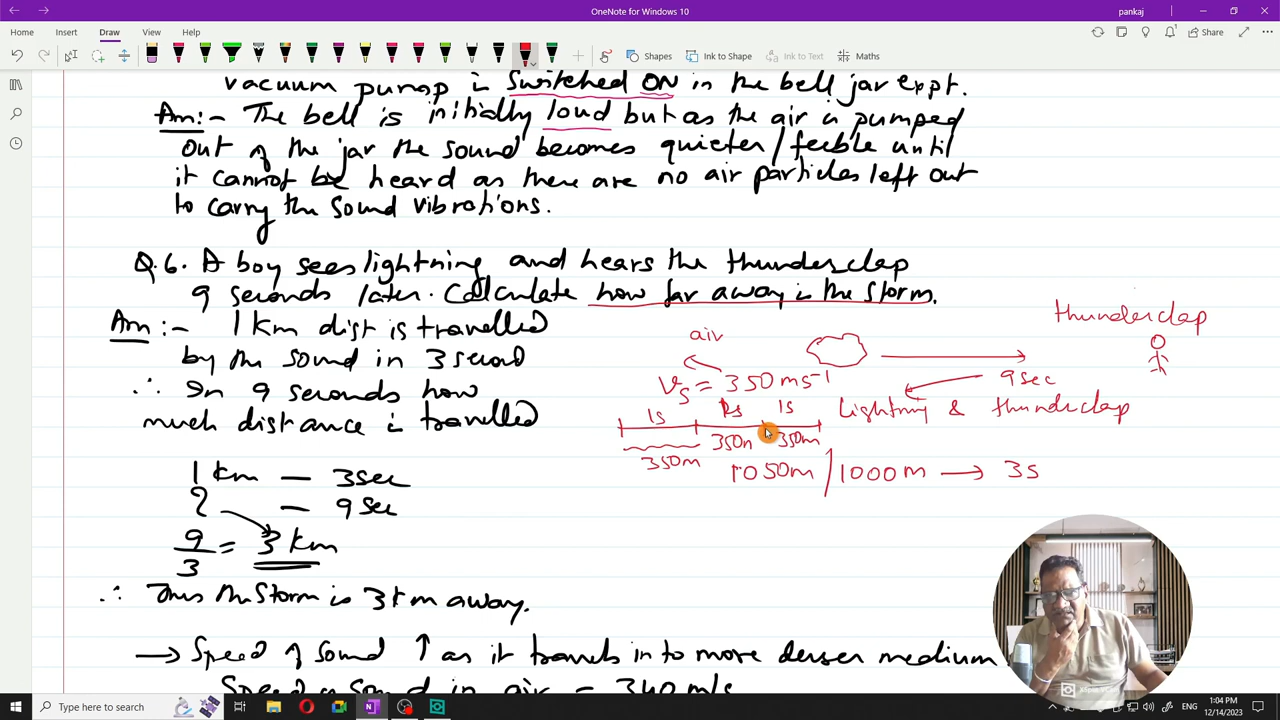 OneNote for Windows 10
pankaj
Home Insert Draw View Help
Shapes Ink to Shape Ink to Text Maths Share
vacuum pump is switched ON in the bell jar expt.
Ans:- The bell is initially loud but as the air is pumped
out of the jar the sound becomes quieter/feeble until
it cannot be heard as there are no air particles left out
to carry the sound vibrations.
Q.6. A boy sees lightning and hears the thunderclap
9 seconds later. Calculate how far away is the storm.
Ans:- 1 Km dist is travelled
by the sound in 3 second
∴ In 9 seconds how
much distance is travelled
1 km — 3sec
? — 9 sec
9/3 = 3 km
∴ Thus the storm is 3 km away.
→ Speed of sound ↑ as it travels in to more denser medium
Speed of sound in air = 340 m/s
thunderclap
air
Vs = 350 ms⁻¹
9 sec
Lightning & thunderclap
1s 1s 1s
350m 350m 350m
1050m / 1000m → 3s
Type here to search
1:04 PM
12/14/2023